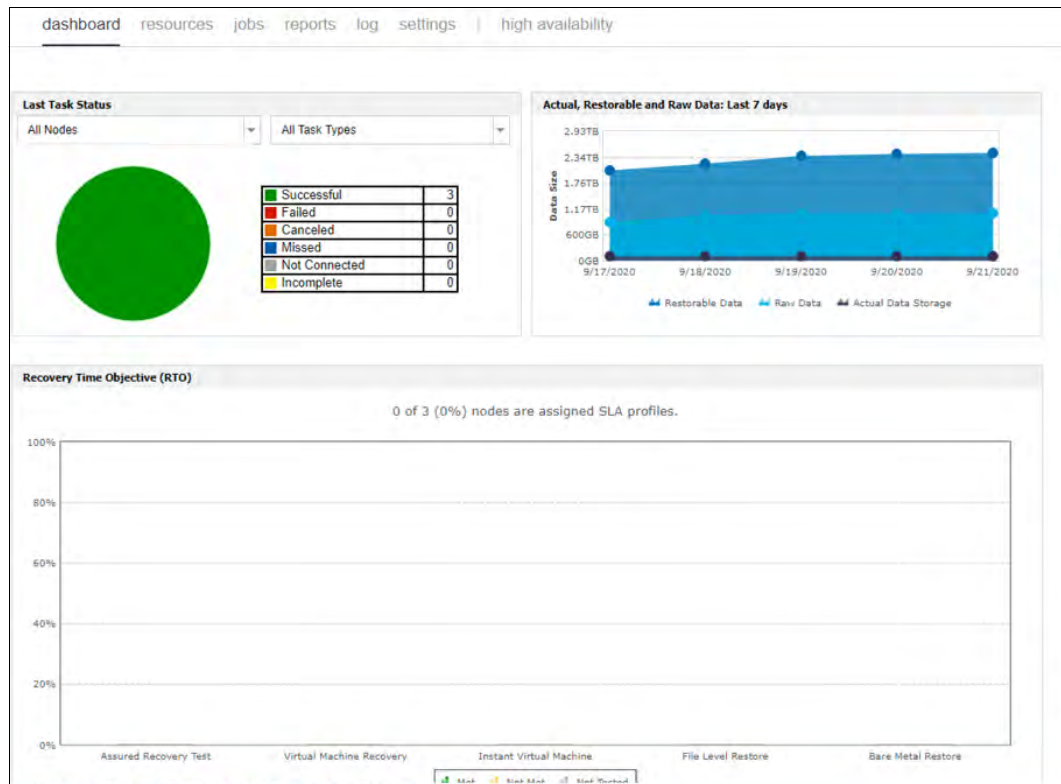 dashboard resources jobs reports log settings | high availability
Last Task Status
All Nodes
All Task Types
Successful 3
Failed 0
Canceled 0
Missed 0
Not Connected 0
Incomplete 0
Actual, Restorable and Raw Data: Last 7 days
2.93TB
2.34TB
1.76TB
1.17TB
600GB
0GB
Data Size
9/17/2020 9/18/2020 9/19/2020 9/20/2020 9/21/2020
Restorable Data Raw Data Actual Data Storage
Recovery Time Objective (RTO)
0 of 3 (0%) nodes are assigned SLA profiles.
100%
80%
60%
40%
20%
0%
Assured Recovery Test Virtual Machine Recovery Instant Virtual Machine File Level Restore Bare Metal Restore
Met Not Met Not Tested